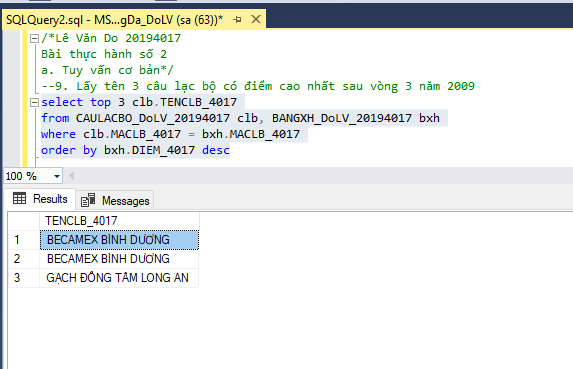 SQLQuery2.sql - MS...gDa_DoLV (sa (63))*
/*Lê Văn Do 20194017
Bài thực hành số 2
a. Tuy vấn cơ bản*/
--9. Lấy tên 3 câu lạc bộ có điểm cao nhất sau vòng 3 năm 2009
select top 3 clb.TENCLB_4017
from CAULACBO_DoLV_20194017 clb, BANGXH_DoLV_20194017 bxh
where clb.MACLB_4017 = bxh.MACLB_4017
order by bxh.DIEM_4017 desc
100 %
Results Messages
TENCLB_4017
1 BECAMEX BÌNH DƯƠNG
2 BECAMEX BÌNH DƯƠNG
3 GẠCH ĐỒNG TÂM LONG AN